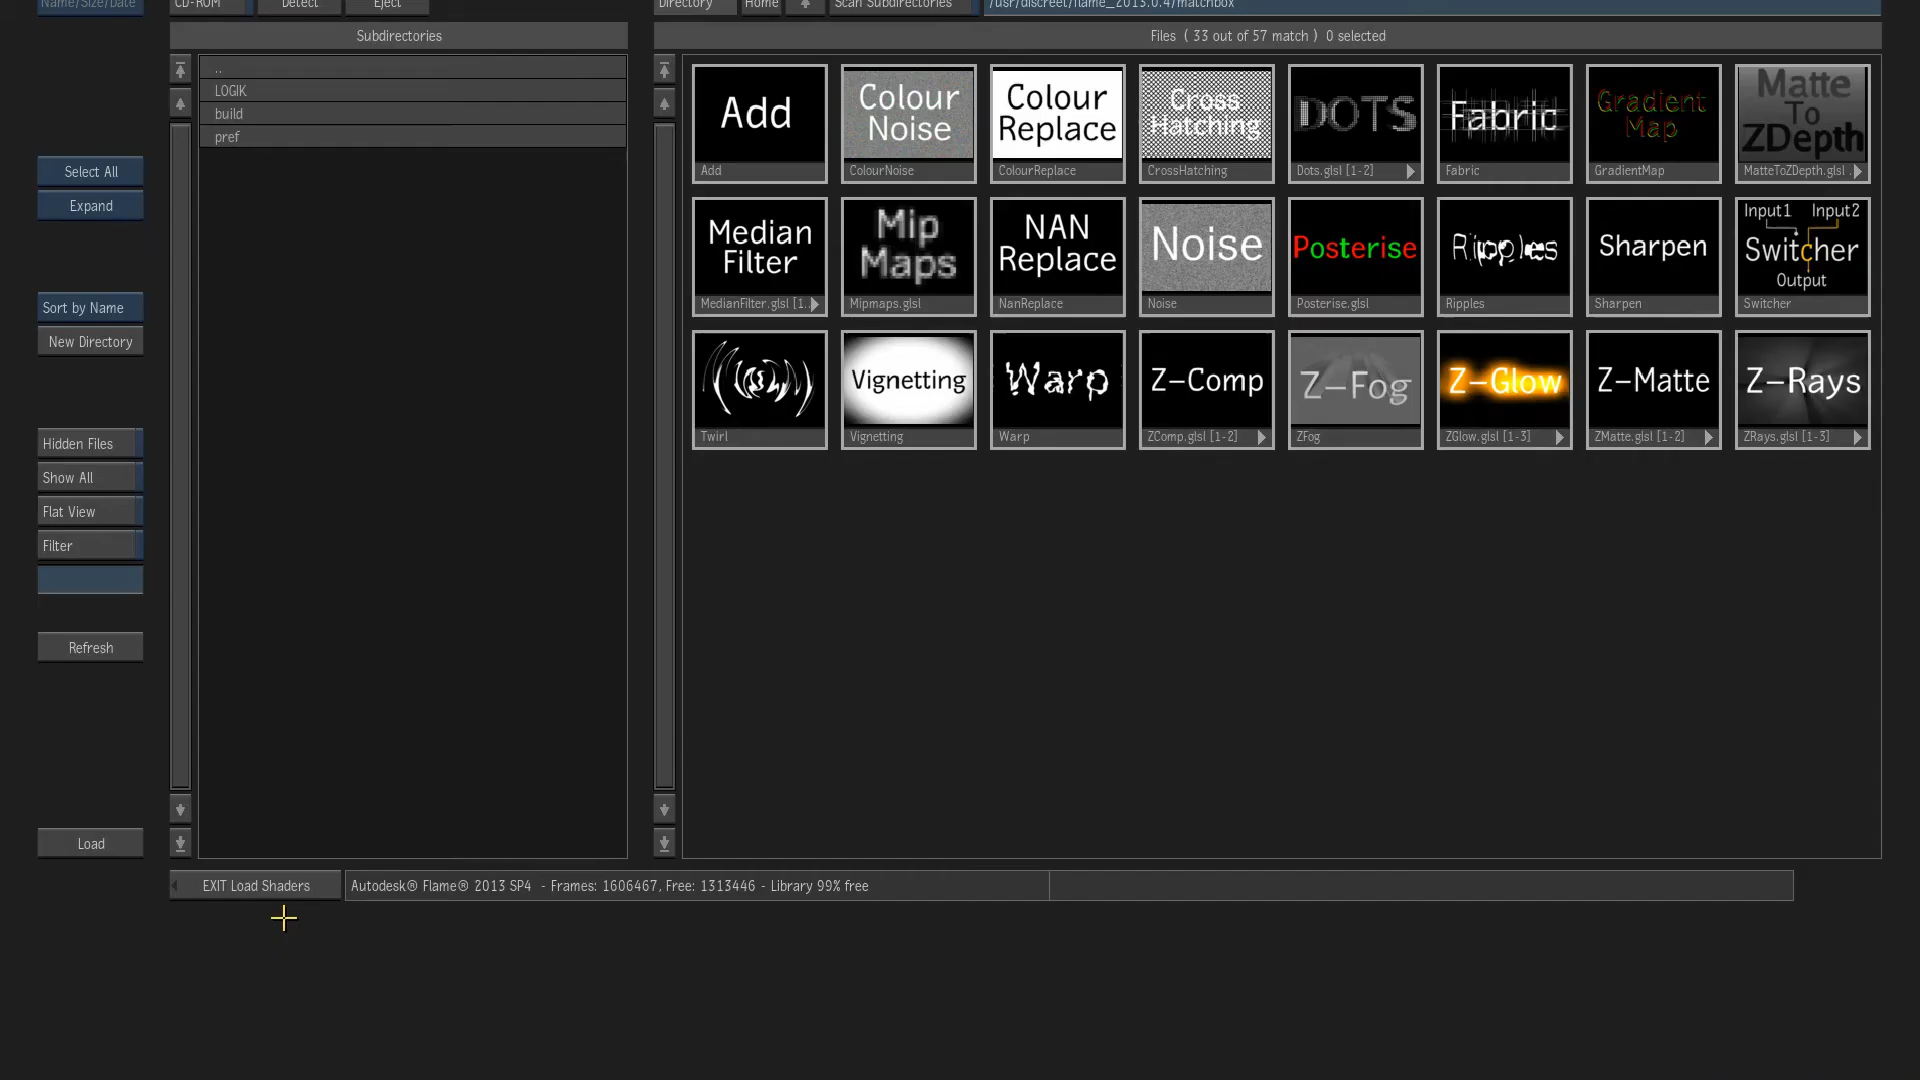 Name/Size/Date
CD-ROM
Detect
Eject
Directory
Home
Scan Subdirectories
/usr/discreet/flame_2013.0.4/matchbox
Subdirectories
Files ( 33 out of 57 match ) 0 selected
..
LOGIK
build
pref
Select All
Expand
Sort by Name
New Directory
Hidden Files
Show All
Flat View
Filter
Refresh
Load
Add
Colour
Noise
Colour
Replace
Cross
Hatching
DOTS
Fabric
Gradient
Map
Matte
To
ZDepth
Add
ColourNoise
ColourReplace
CrossHatching
Dots.glsl [1-2]
Fabric
GradientMap
MatteToZDepth.glsl .
Median
Filter
Mip
Maps
NAN
Replace
Noise
Posterise
Ripples
Sharpen
Input1 Input2
Switcher
Output
MedianFilter.glsl [1..
Mipmaps.glsl
NanReplace
Noise
Posterise.glsl
Ripples
Sharpen
Switcher
Vignetting
Warp
Z-Comp
Z-Fog
Z-Glow
Z-Matte
Z-Rays
Twirl
Vignetting
Warp
ZComp.glsl [1-2]
ZFog
ZGlow.glsl [1-3]
ZMatte.glsl [1-2]
ZRays.glsl [1-3]
EXIT Load Shaders
Autodesk® Flame® 2013 SP4 - Frames: 1606467, Free: 1313446 - Library 99% free